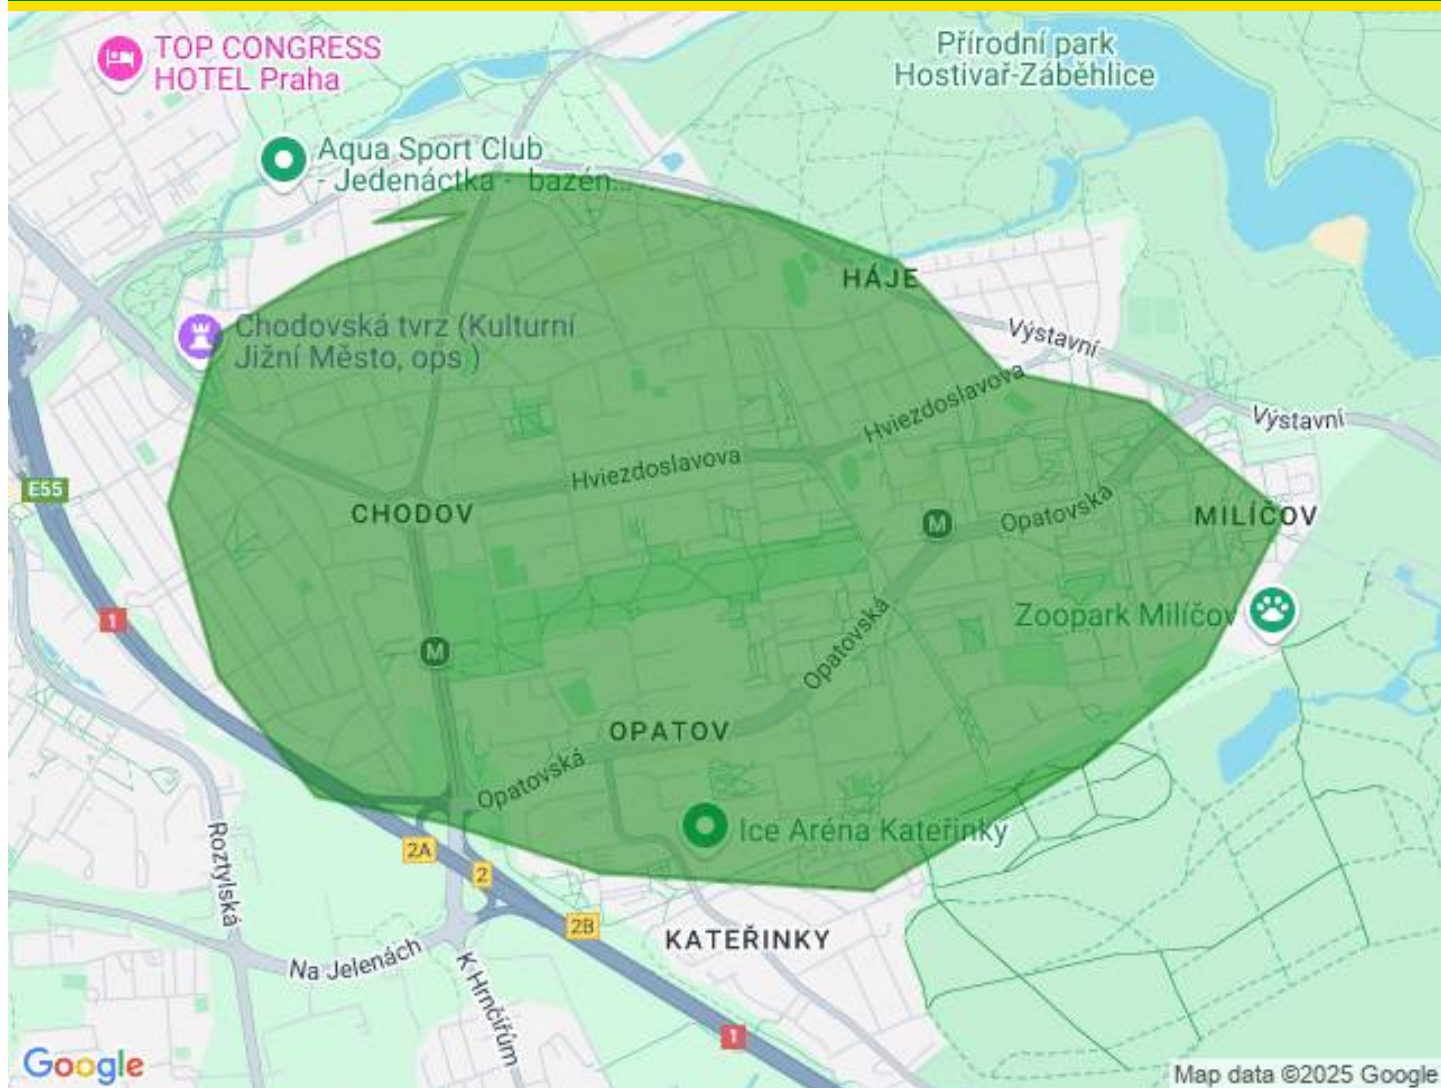 TOP CONGRESS
HOTEL Praha
Přírodní park
Hostivař-Záběhlice
Aqua Sport Club
- Jedenáctka - bazén...
HÁJE
Chodovská tvrz (Kulturní
Jižní Město, ops.)
Výstavní
Hviezdoslavova
Výstavní
Hviezdoslavova
E55
CHODOV
M
Opatovská
MILÍČOV
1
Zoopark Milíčov
M
Opatovská
OPATOV
Opatovská
Ice Aréna Kateřinky
2A
2
Roztylská
2B
KATEŘINKY
Na Jelenách
K Hrnčířům
1
Google
Map data ©2025 Google